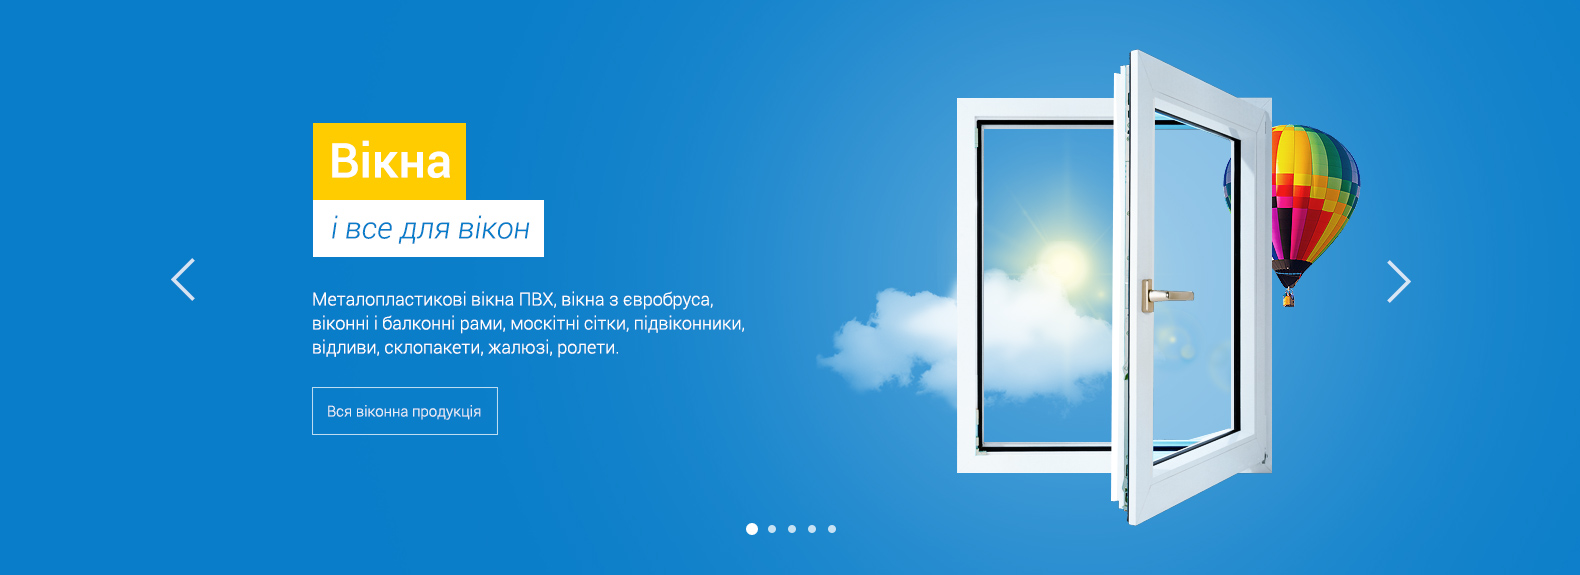 Вікна
і все для вікон
Металопластикові вікна ПВХ, вікна з євробруса,
віконні і балконні рами, москітні сітки, підвіконники,
відливи, склопакети, жалюзі, ролети.
Вся віконна продукція